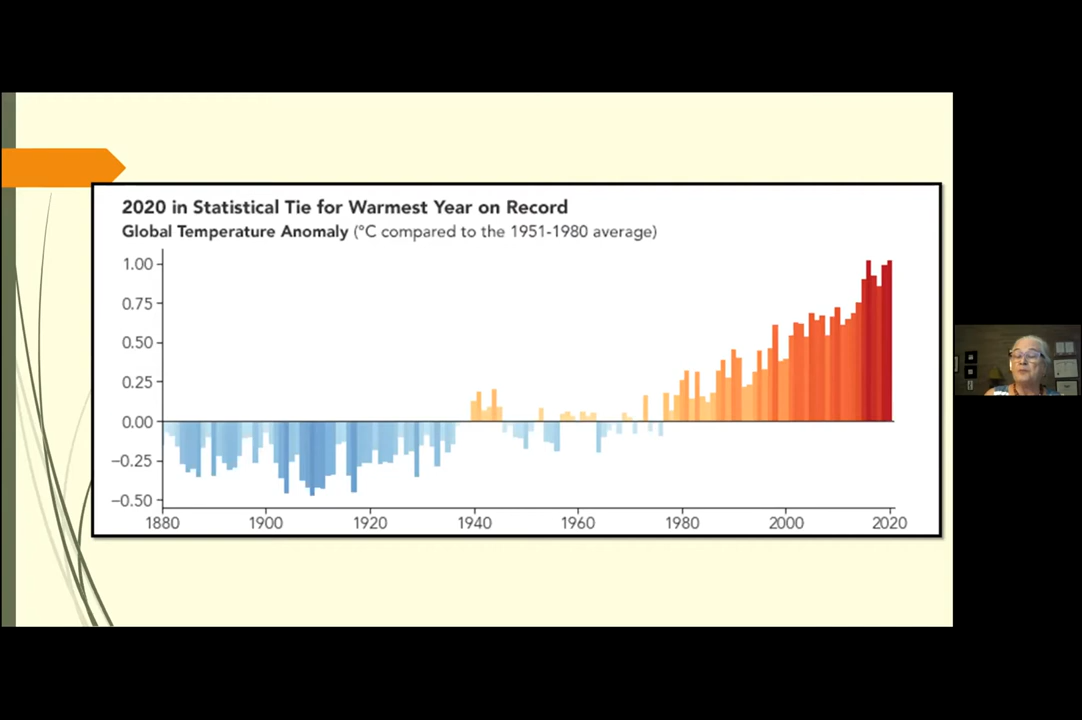 2020 in Statistical Tie for Warmest Year on Record
Global Temperature Anomaly (°C compared to the 1951-1980 average)
1.00
0.75
0.50
0.25
0.00
−0.25
−0.50
1880 1900 1920 1940 1960 1980 2000 2020